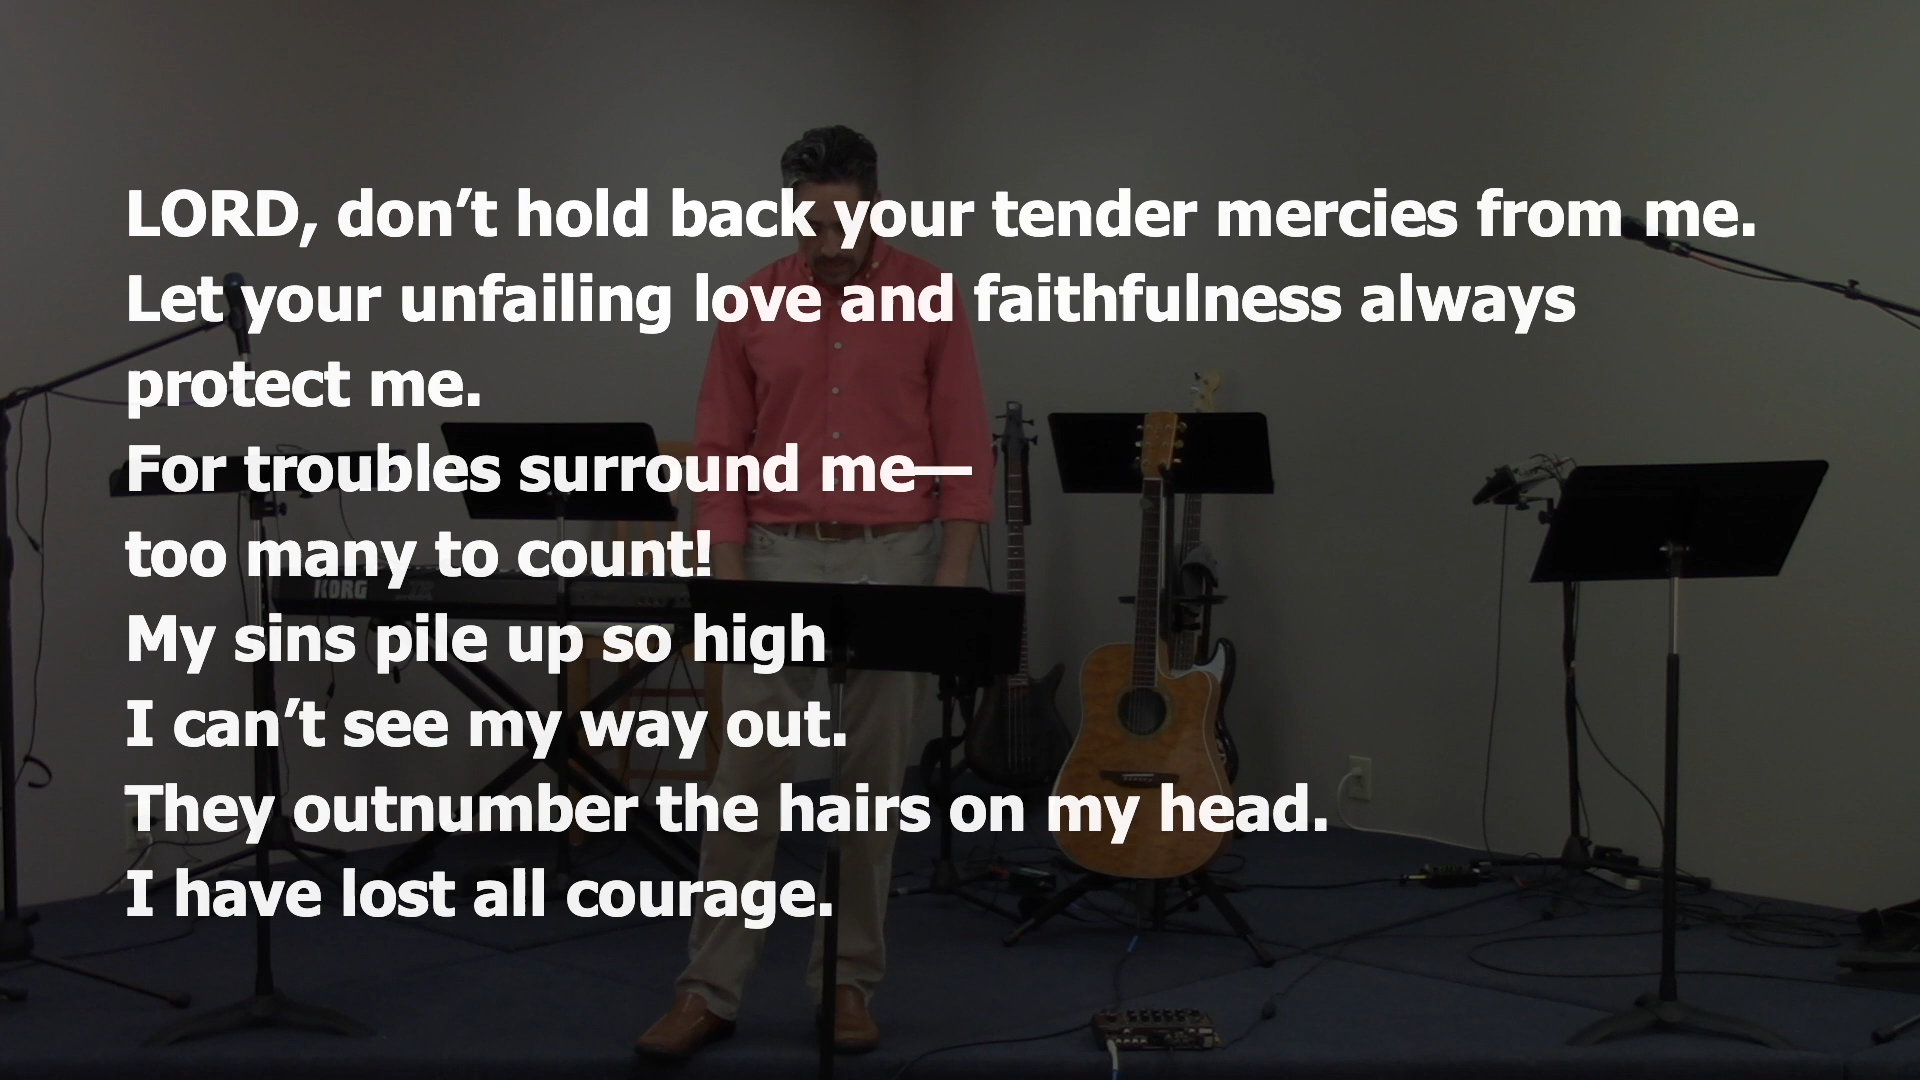 LORD, don’t hold back your tender mercies from me.
Let your unfailing love and faithfulness always
protect me.
For troubles surround me—
too many to count!
My sins pile up so high
I can’t see my way out.
They outnumber the hairs on my head.
I have lost all courage.
KORG